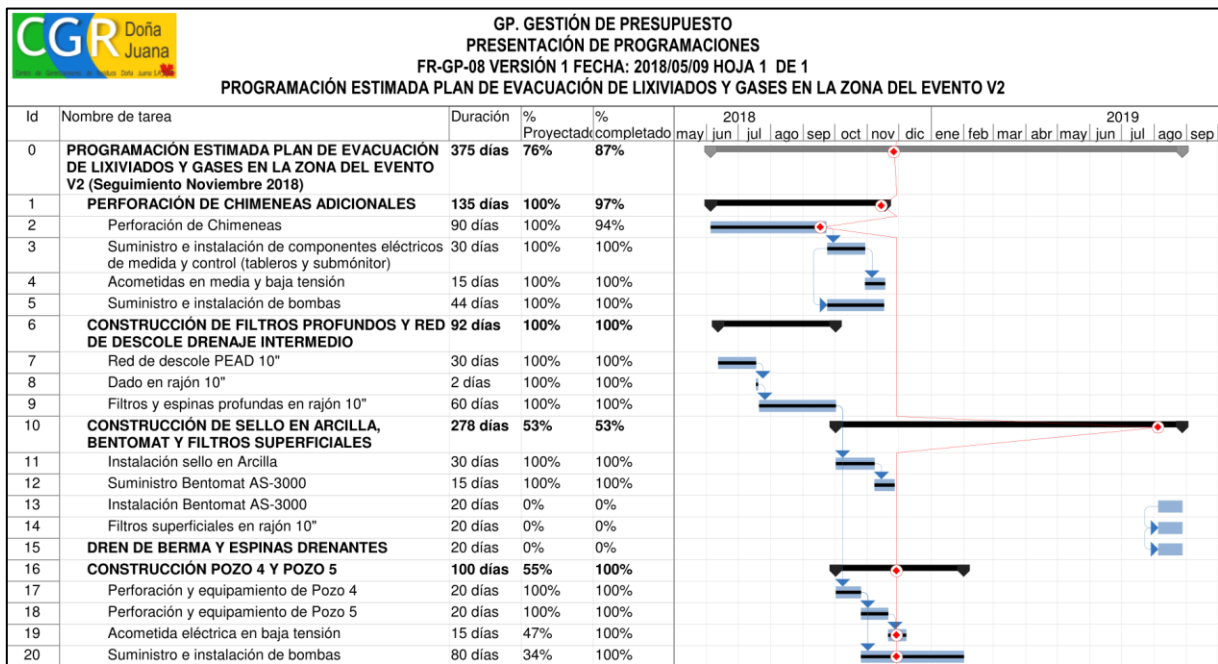 CGR Doña
Juana
GP. GESTIÓN DE PRESUPUESTO
PRESENTACIÓN DE PROGRAMACIONES
FR-GP-08 VERSIÓN 1 FECHA: 2018/05/09 HOJA 1 DE 1
PROGRAMACIÓN ESTIMADA PLAN DE EVACUACIÓN DE LIXIVIADOS Y GASES EN LA ZONA DEL EVENTO V2
Id Nombre de tarea Duración % Proyectado % completado 2018 2019
may jun jul ago sep oct nov dic ene feb mar abr may jun jul ago sep
0 PROGRAMACIÓN ESTIMADA PLAN DE EVACUACIÓN 375 días 76% 87%
DE LIXIVIADOS Y GASES EN LA ZONA DEL EVENTO
V2 (Seguimiento Noviembre 2018)
1 PERFORACIÓN DE CHIMENEAS ADICIONALES 135 días 100% 97%
2 Perforación de Chimeneas 90 días 100% 94%
3 Suministro e instalación de componentes eléctricos 30 días 100% 100%
de medida y control (tableros y submónitor)
4 Acometidas en media y baja tensión 15 días 100% 100%
5 Suministro e instalación de bombas 44 días 100% 100%
6 CONSTRUCCIÓN DE FILTROS PROFUNDOS Y RED 92 días 100% 100%
DE DESCOLE DRENAJE INTERMEDIO
7 Red de descole PEAD 10" 30 días 100% 100%
8 Dado en rajón 10" 2 días 100% 100%
9 Filtros y espinas profundas en rajón 10" 60 días 100% 100%
10 CONSTRUCCIÓN DE SELLO EN ARCILLA, 278 días 53% 53%
BENTOMAT Y FILTROS SUPERFICIALES
11 Instalación sello en Arcilla 30 días 100% 100%
12 Suministro Bentomat AS-3000 15 días 100% 100%
13 Instalación Bentomat AS-3000 20 días 0% 0%
14 Filtros superficiales en rajón 10" 20 días 0% 0%
15 DREN DE BERMA Y ESPINAS DRENANTES 20 días 0% 0%
16 CONSTRUCCIÓN POZO 4 Y POZO 5 100 días 55% 100%
17 Perforación y equipamiento de Pozo 4 20 días 100% 100%
18 Perforación y equipamiento de Pozo 5 20 días 100% 100%
19 Acometida eléctrica en baja tensión 15 días 47% 100%
20 Suministro e instalación de bombas 80 días 34% 100%